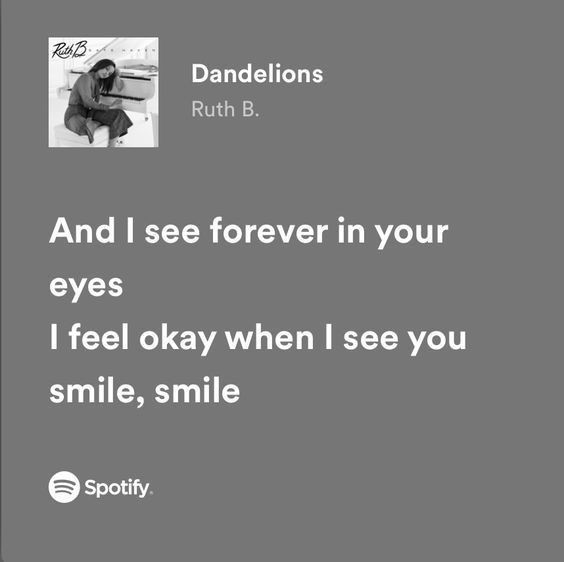 Ruth B
Dandelions
Ruth B.
And I see forever in your
eyes
I feel okay when I see you
smile, smile
Spotify